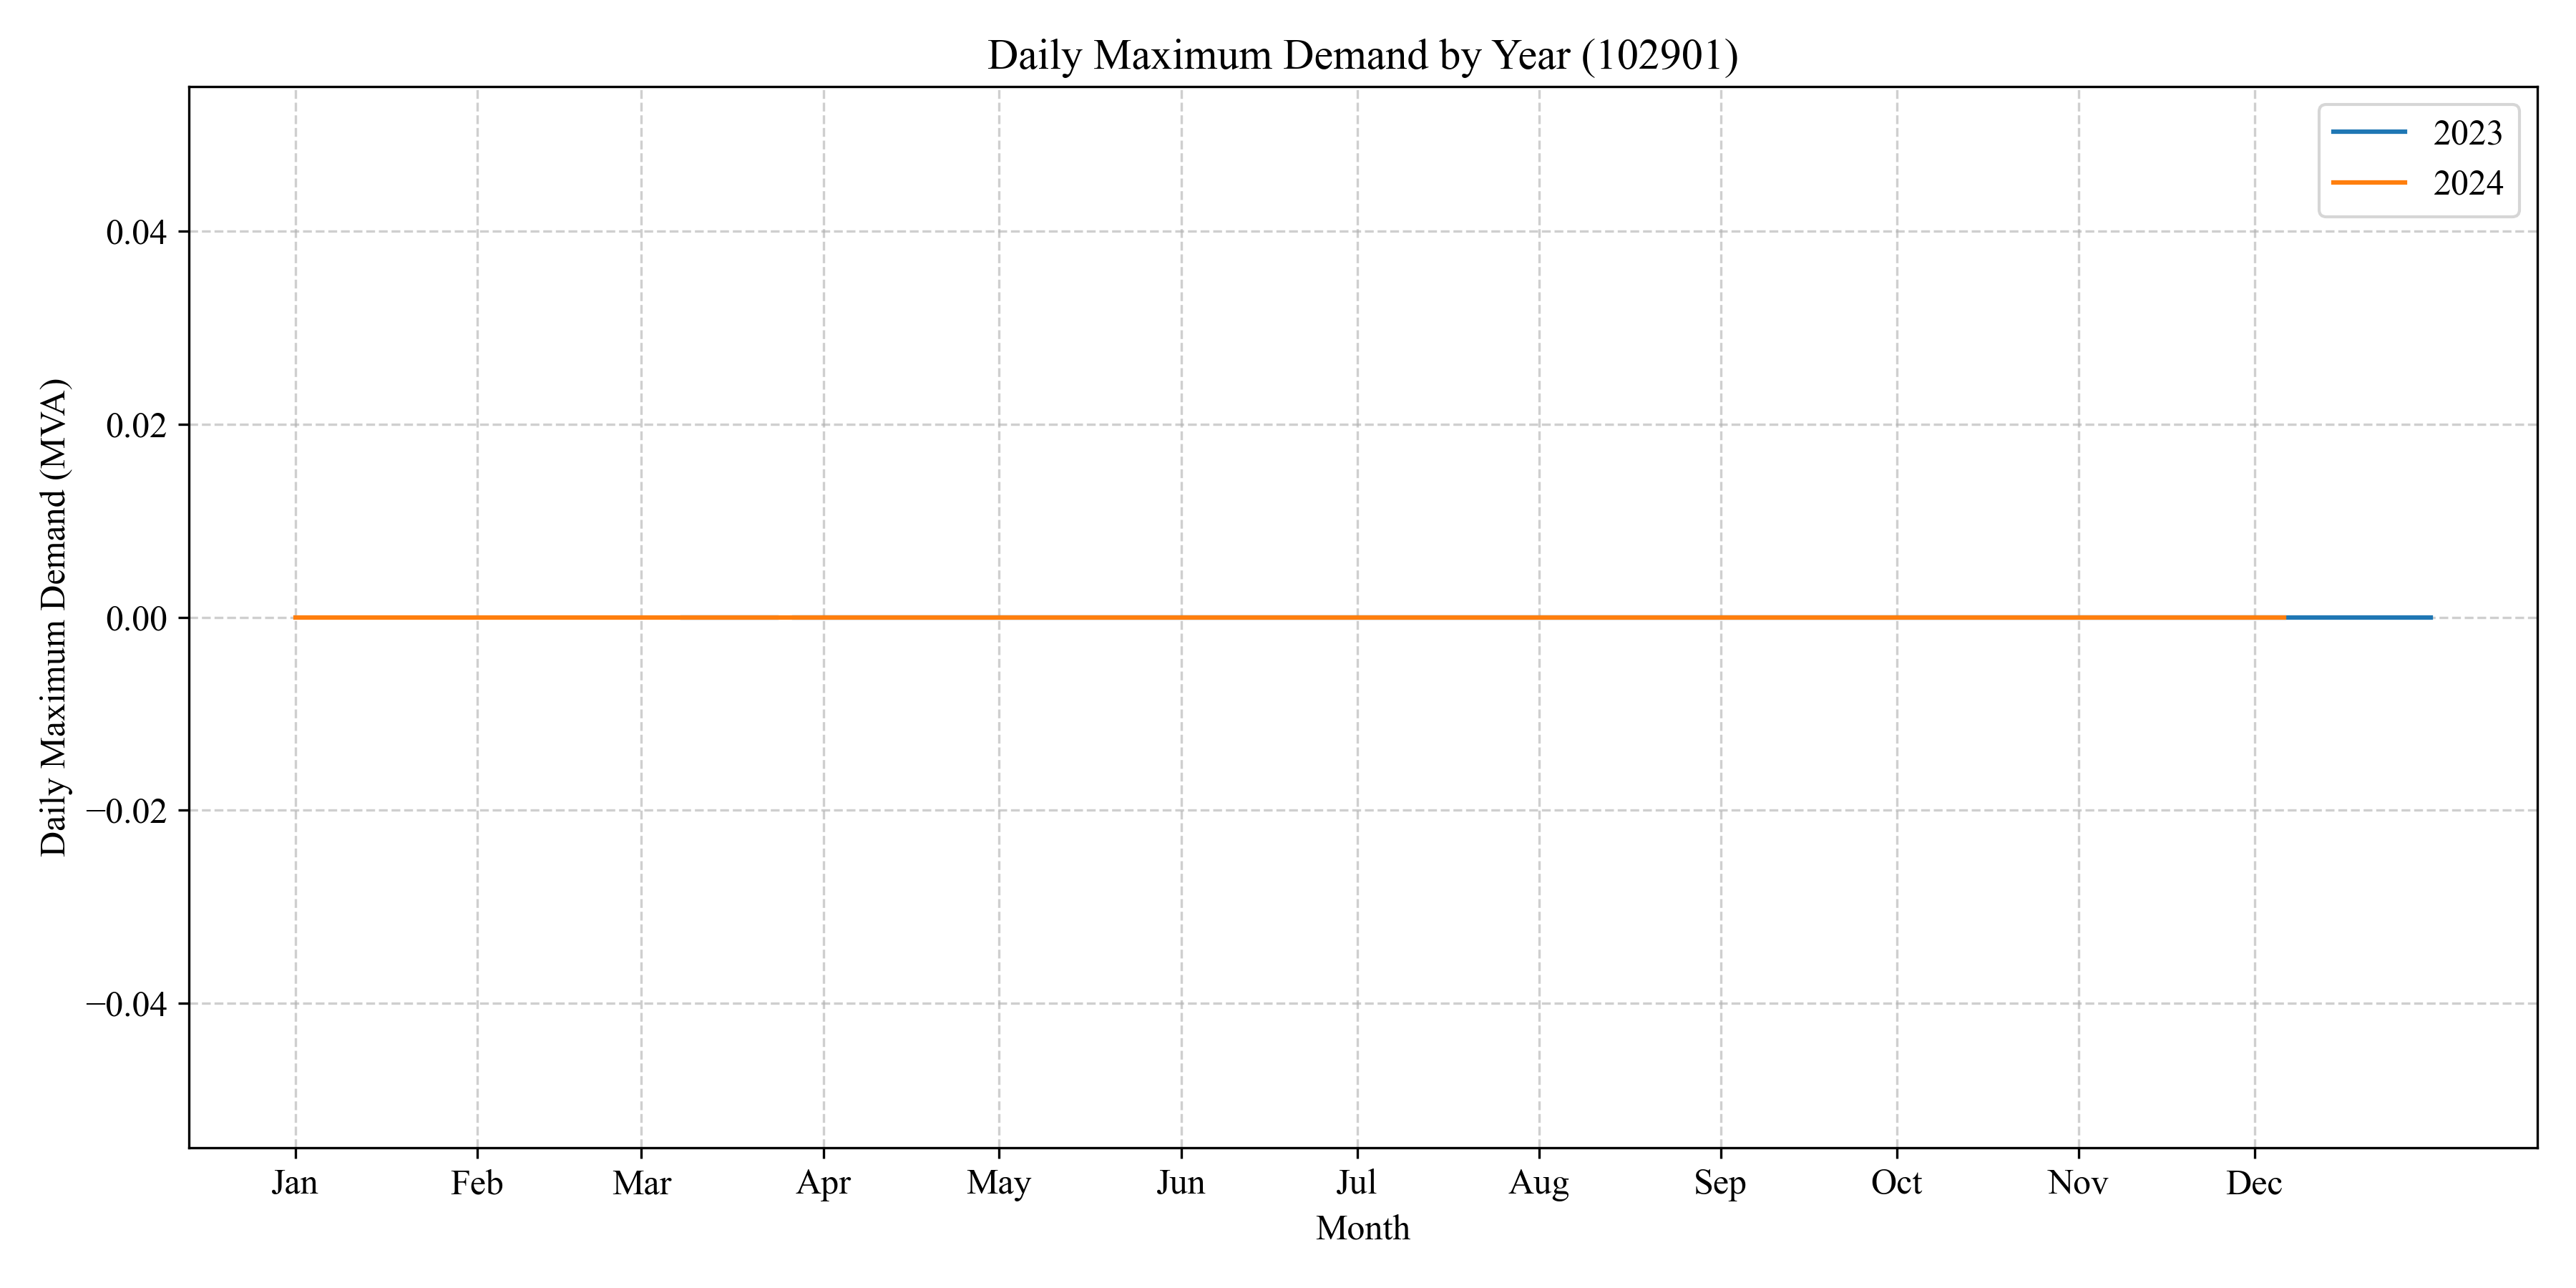 Daily Maximum Demand by Year (102901)
2023
2024
Daily Maximum Demand (MVA)
0.04
0.02
0.00
−0.02
−0.04
Jan Feb Mar Apr May Jun Jul Aug Sep Oct Nov Dec
Month